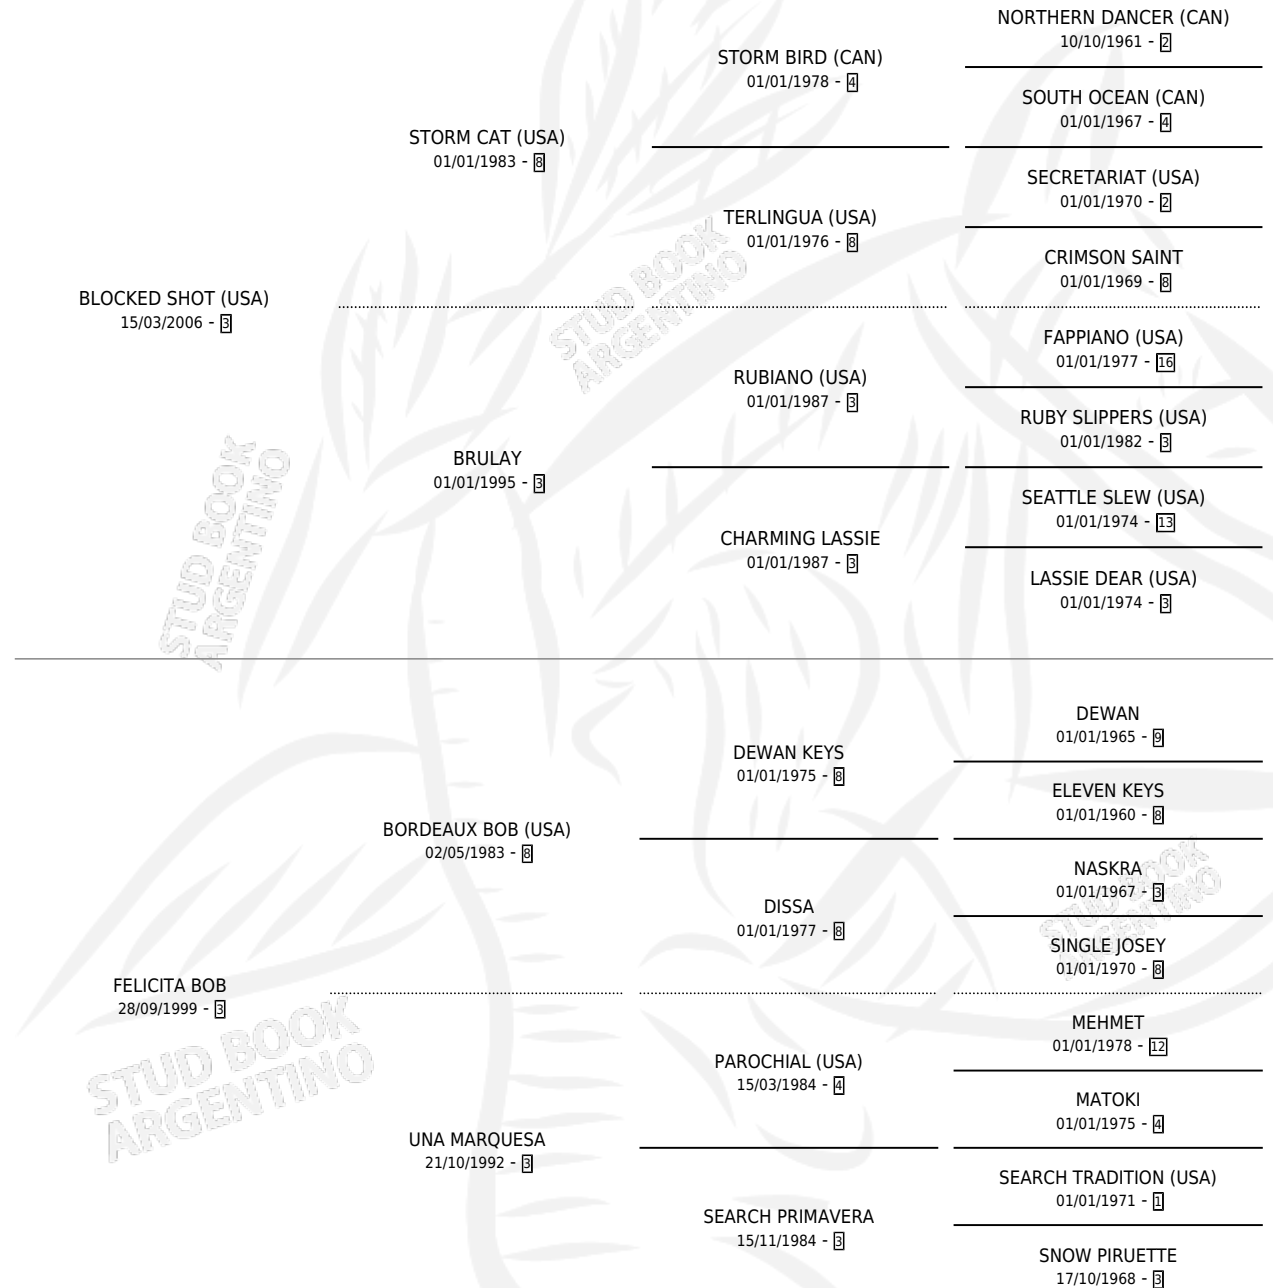 NORTHERN DANCER (CAN)
10/10/1961 - 2
STORM BIRD (CAN)
01/01/1978 - 4
SOUTH OCEAN (CAN)
01/01/1967 - 4
STORM CAT (USA)
01/01/1983 - 8
SECRETARIAT (USA)
01/01/1970 - 2
TERLINGUA (USA)
01/01/1976 - 8
CRIMSON SAINT
01/01/1969 - 8
BLOCKED SHOT (USA)
15/03/2006 - 3
FAPPIANO (USA)
01/01/1977 - 16
RUBIANO (USA)
01/01/1987 - 3
RUBY SLIPPERS (USA)
01/01/1982 - 3
BRULAY
01/01/1995 - 3
SEATTLE SLEW (USA)
01/01/1974 - 13
CHARMING LASSIE
01/01/1987 - 3
LASSIE DEAR (USA)
01/01/1974 - 3
DEWAN
01/01/1965 - 9
DEWAN KEYS
01/01/1975 - 8
ELEVEN KEYS
01/01/1960 - 8
BORDEAUX BOB (USA)
02/05/1983 - 8
NASKRA
01/01/1967 - 3
DISSA
01/01/1977 - 8
SINGLE JOSEY
01/01/1970 - 8
FELICITA BOB
28/09/1999 - 3
MEHMET
01/01/1978 - 12
PAROCHIAL (USA)
15/03/1984 - 4
MATOKI
01/01/1975 - 4
UNA MARQUESA
21/10/1992 - 3
SEARCH TRADITION (USA)
01/01/1971 - 1
SEARCH PRIMAVERA
15/11/1984 - 3
SNOW PIRUETTE
17/10/1968 - 3
STUD BOOK
ARGENTINO
STUD BOOK
ARGENTINO
STUD BOOK
ARGENTINO
STUD BOOK
ARGENTINO